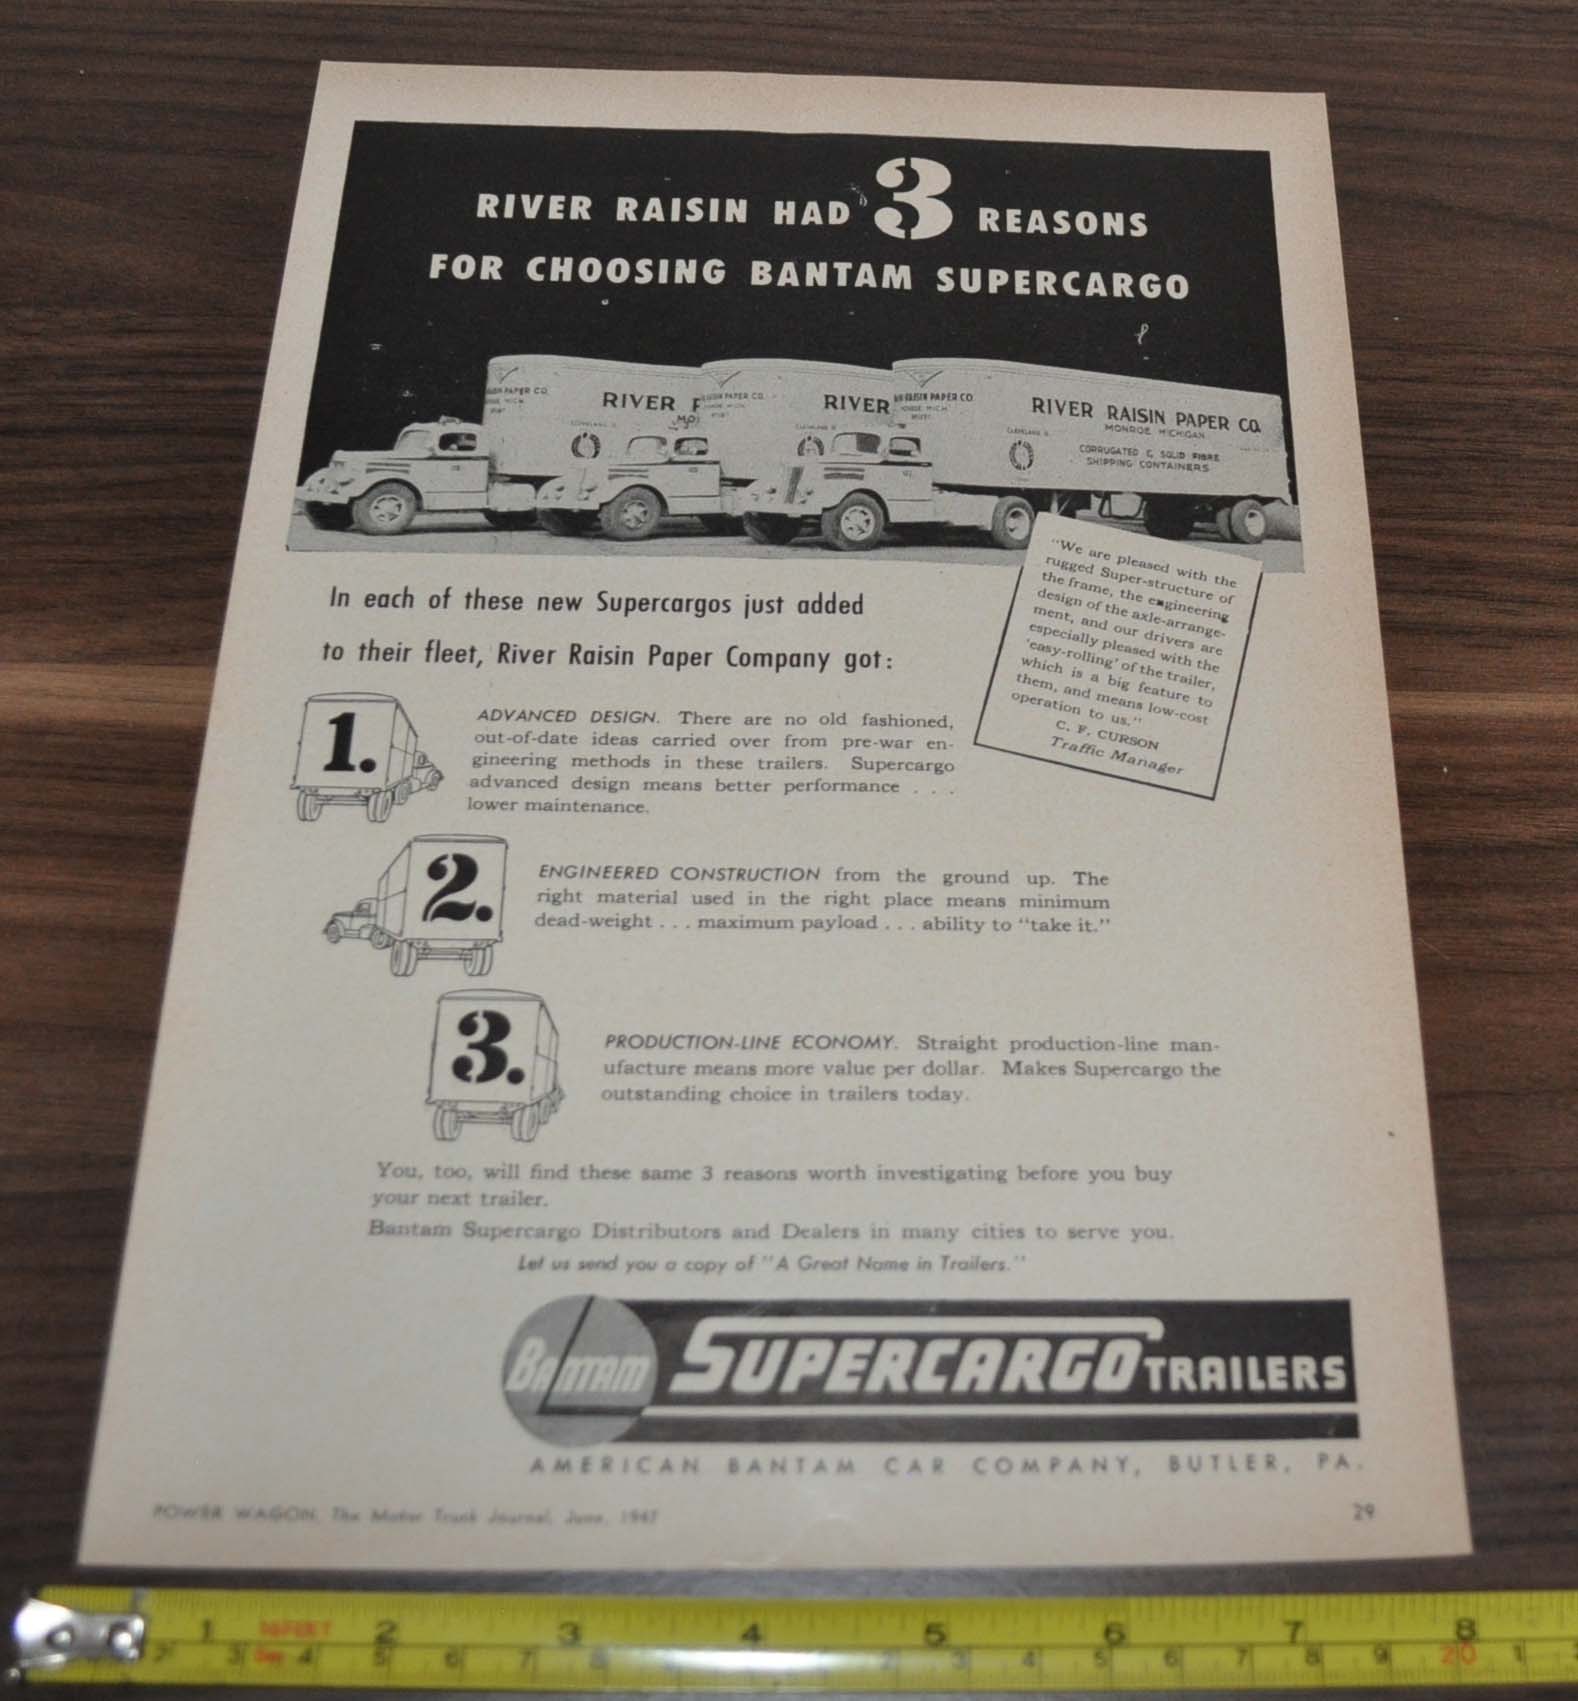 RIVER RAISIN HAD 3 REASONS
FOR CHOOSING BANTAM SUPERCARGO
RIVER
RIVER
RIVER RAISIN PAPER CO.
MONROE MICHIGAN
CORRUGATED & SOLID FIBRE
SHIPPING CONTAINERS
"We are pleased with the
rugged Super-structure of
the frame, the engineering
design of the axle-arrange-
ment, and our drivers are
especially pleased with the
'easy-rolling' of the trailer,
which is a big feature to
them, and means low-cost
operation to us."
C. F. CURSON
Traffic Manager
In each of these new Supercargos just added
to their fleet, River Raisin Paper Company got:
1.
ADVANCED DESIGN. There are no old fashioned,
out-of-date ideas carried over from pre-war en-
gineering methods in these trailers. Supercargo
advanced design means better performance . . .
lower maintenance.
2.
ENGINEERED CONSTRUCTION from the ground up. The
right material used in the right place means minimum
dead-weight . . . maximum payload . . . ability to "take it."
3.
PRODUCTION-LINE ECONOMY. Straight production-line man-
ufacture means more value per dollar. Makes Supercargo the
outstanding choice in trailers today.
You, too, will find these same 3 reasons worth investigating before you buy
your next trailer.
Bantam Supercargo Distributors and Dealers in many cities to serve you.
Let us send you a copy of "A Great Name in Trailers."
BANTAM SUPERCARGO TRAILERS
AMERICAN BANTAM CAR COMPANY, BUTLER, PA.
POWER WAGON, The Motor Truck Journal, June, 1947 29
1 2 3 4 5 6 7 8